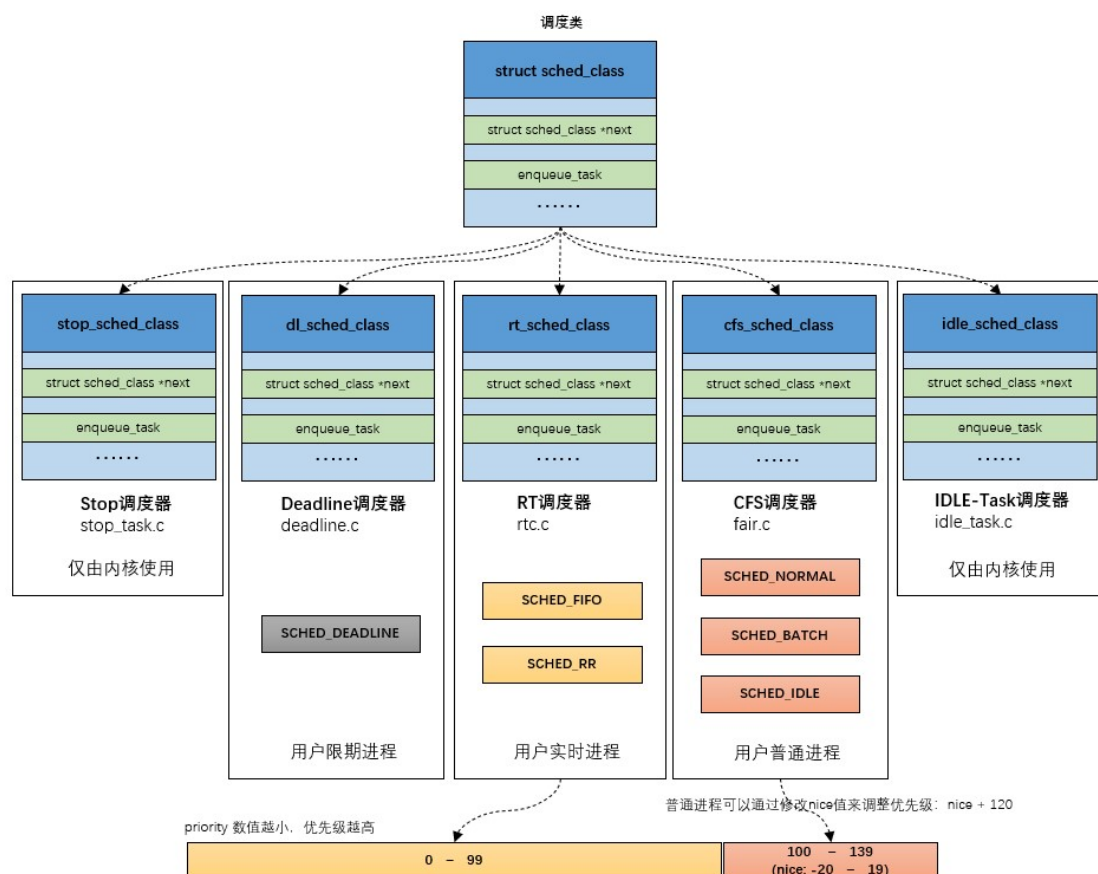 调度类
struct sched_class
struct sched_class *next
enqueue_task
······
stop_sched_class
struct sched_class *next
enqueue_task
······
Stop调度器
stop_task.c
仅由内核使用
dl_sched_class
struct sched_class *next
enqueue_task
······
Deadline调度器
deadline.c
SCHED_DEADLINE
用户限期进程
rt_sched_class
struct sched_class *next
enqueue_task
······
RT调度器
rtc.c
SCHED_FIFO
SCHED_RR
用户实时进程
cfs_sched_class
struct sched_class *next
enqueue_task
······
CFS调度器
fair.c
SCHED_NORMAL
SCHED_BATCH
SCHED_IDLE
用户普通进程
idle_sched_class
struct sched_class *next
enqueue_task
······
IDLE-Task调度器
idle_task.c
仅由内核使用
普通进程可以通过修改nice值来调整优先级：nice + 120
priority 数值越小，优先级越高
0 – 99
100 – 139
(nice: -20 – 19)